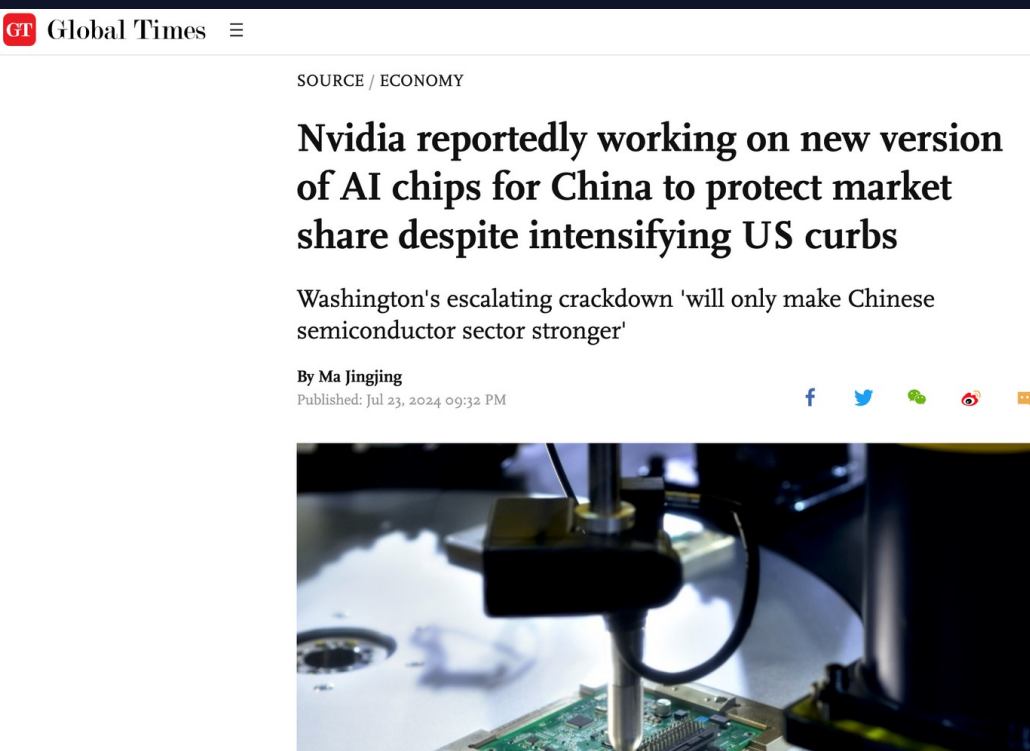 GT Global Times
SOURCE / ECONOMY
Nvidia reportedly working on new version
of AI chips for China to protect market
share despite intensifying US curbs
Washington's escalating crackdown 'will only make Chinese
semiconductor sector stronger'
By Ma Jingjing
Published: Jul 23, 2024 09:32 PM